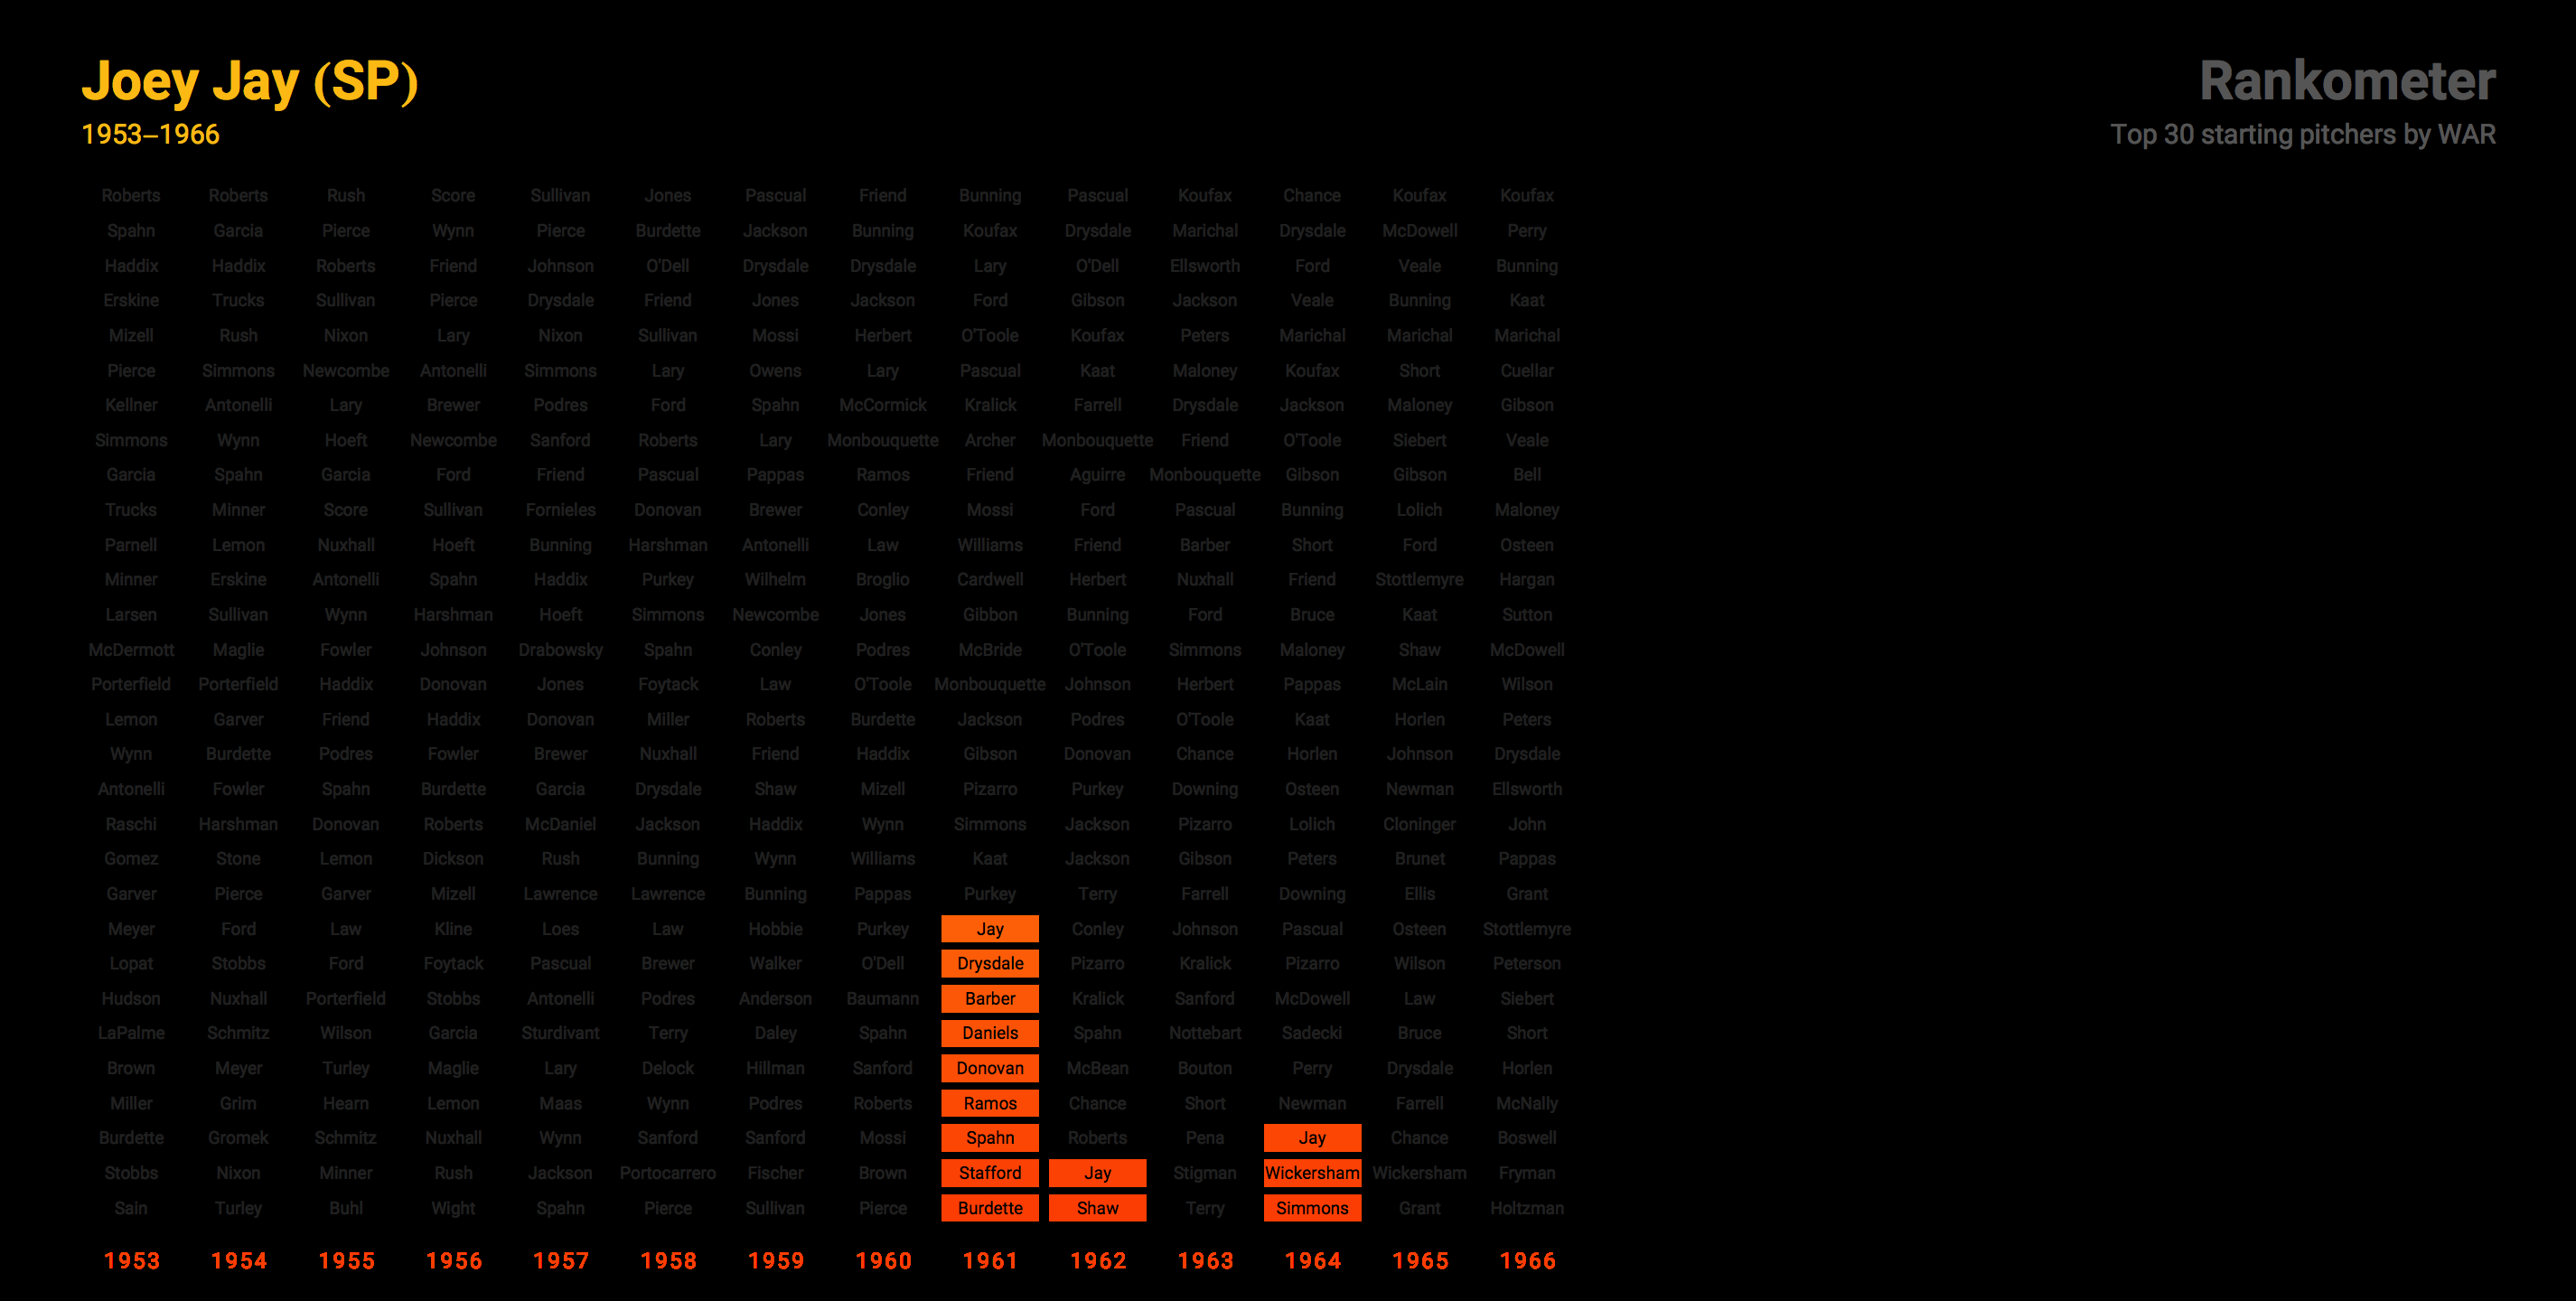 Joey Jay (SP)
1953–1966
Rankometer
Top 30 starting pitchers by WAR
Roberts Roberts Rush Score Sullivan Jones Pascual Friend Bunning Pascual Koufax Chance Koufax Koufax
Spahn Garcia Pierce Wynn Pierce Burdette Jackson Bunning Koufax Drysdale Marichal Drysdale McDowell Perry
Haddix Haddix Roberts Friend Johnson O'Dell Drysdale Drysdale Lary O'Dell Ellsworth Ford Veale Bunning
Erskine Trucks Sullivan Pierce Drysdale Friend Jones Jackson Ford Gibson Jackson Veale Bunning Kaat
Mizell Rush Nixon Lary Nixon Sullivan Mossi Herbert O'Toole Koufax Peters Marichal Marichal Marichal
Pierce Simmons Newcombe Antonelli Simmons Lary Owens Lary Pascual Kaat Maloney Koufax Short Cuellar
Kellner Antonelli Lary Brewer Podres Ford Spahn McCormick Kralick Farrell Drysdale Jackson Maloney Gibson
Simmons Wynn Hoeft Newcombe Sanford Roberts Lary Monbouquette Archer Monbouquette Friend O'Toole Siebert Veale
Garcia Spahn Garcia Ford Friend Pascual Pappas Ramos Friend Aguirre Monbouquette Gibson Gibson Bell
Trucks Minner Score Sullivan Fornieles Donovan Brewer Conley Mossi Ford Pascual Bunning Lolich Maloney
Parnell Lemon Nuxhall Hoeft Bunning Harshman Antonelli Law Williams Friend Barber Short Ford Osteen
Minner Erskine Antonelli Spahn Haddix Purkey Wilhelm Broglio Cardwell Herbert Nuxhall Friend Stottlemyre Hargan
Larsen Sullivan Wynn Harshman Hoeft Simmons Newcombe Jones Gibbon Bunning Ford Bruce Kaat Sutton
McDermott Maglie Fowler Johnson Drabowsky Spahn Conley Podres McBride O'Toole Simmons Maloney Shaw McDowell
Porterfield Porterfield Haddix Donovan Jones Foytack Law O'Toole Monbouquette Johnson Herbert Pappas McLain Wilson
Lemon Garver Friend Haddix Donovan Miller Roberts Burdette Jackson Podres O'Toole Kaat Horlen Peters
Wynn Burdette Podres Fowler Brewer Nuxhall Friend Haddix Gibson Donovan Chance Horlen Johnson Drysdale
Antonelli Fowler Spahn Burdette Garcia Drysdale Shaw Mizell Pizarro Purkey Downing Osteen Newman Ellsworth
Raschi Harshman Donovan Roberts McDaniel Jackson Haddix Wynn Simmons Jackson Pizarro Lolich Cloninger John
Gomez Stone Lemon Dickson Rush Bunning Wynn Williams Kaat Jackson Gibson Peters Brunet Pappas
Garver Pierce Garver Mizell Lawrence Lawrence Bunning Pappas Purkey Terry Farrell Downing Ellis Grant
Meyer Ford Law Kline Loes Law Hobbie Purkey Jay Conley Johnson Pascual Osteen Stottlemyre
Lopat Stobbs Ford Foytack Pascual Brewer Walker O'Dell Drysdale Pizarro Kralick Pizarro Wilson Peterson
Hudson Nuxhall Porterfield Stobbs Antonelli Podres Anderson Baumann Barber Kralick Sanford McDowell Law Siebert
LaPalme Schmitz Wilson Garcia Sturdivant Terry Daley Spahn Daniels Spahn Nottebart Sadecki Bruce Short
Brown Meyer Turley Maglie Lary Delock Hillman Sanford Donovan McBean Bouton Perry Drysdale Horlen
Miller Grim Hearn Lemon Maas Wynn Podres Roberts Ramos Chance Short Newman Farrell McNally
Burdette Gromek Schmitz Nuxhall Wynn Sanford Sanford Mossi Spahn Roberts Pena Jay Chance Boswell
Stobbs Nixon Minner Rush Jackson Portocarrero Fischer Brown Stafford Jay Stigman Wickersham Wickersham Fryman
Sain Turley Buhl Wight Spahn Pierce Sullivan Pierce Burdette Shaw Terry Simmons Grant Holtzman
1953 1954 1955 1956 1957 1958 1959 1960 1961 1962 1963 1964 1965 1966